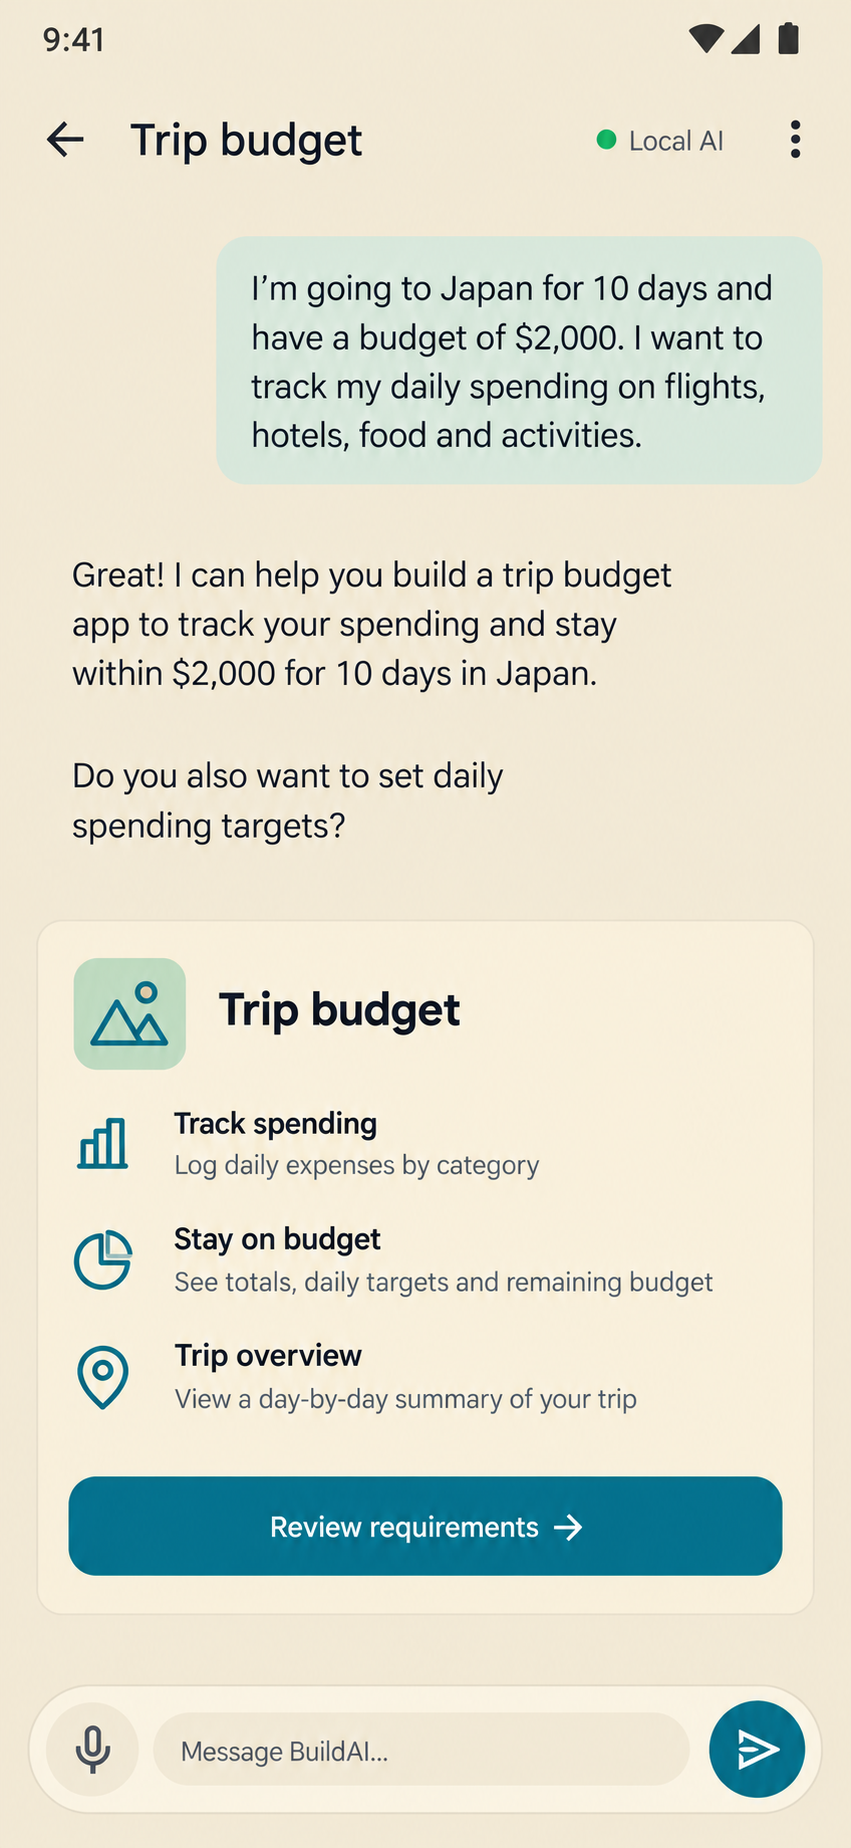 9:41
Trip budget
Local AI
I’m going to Japan for 10 days and
have a budget of $2,000. I want to
track my daily spending on flights,
hotels, food and activities.
Great! I can help you build a trip budget
app to track your spending and stay
within $2,000 for 10 days in Japan.
Do you also want to set daily
spending targets?
Trip budget
Track spending
Log daily expenses by category
Stay on budget
See totals, daily targets and remaining budget
Trip overview
View a day-by-day summary of your trip
Review requirements →
Message BuildAI...